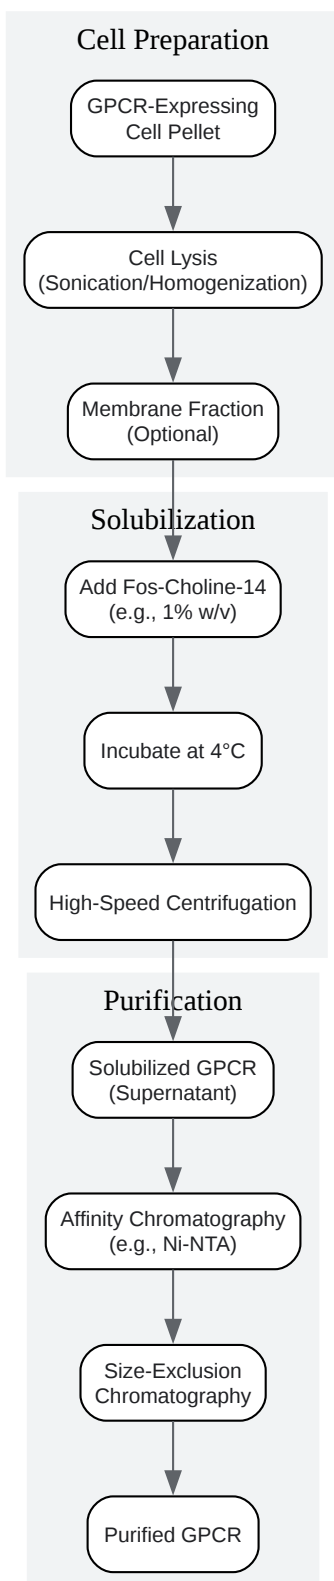 Cell Preparation
GPCR-Expressing
Cell Pellet
Cell Lysis
(Sonication/Homogenization)
Membrane Fraction
(Optional)
Solubilization
Add Fos-Choline-14
(e.g., 1% w/v)
Incubate at 4°C
High-Speed Centrifugation
Purification
Solubilized GPCR
(Supernatant)
Affinity Chromatography
(e.g., Ni-NTA)
Size-Exclusion
Chromatography
Purified GPCR